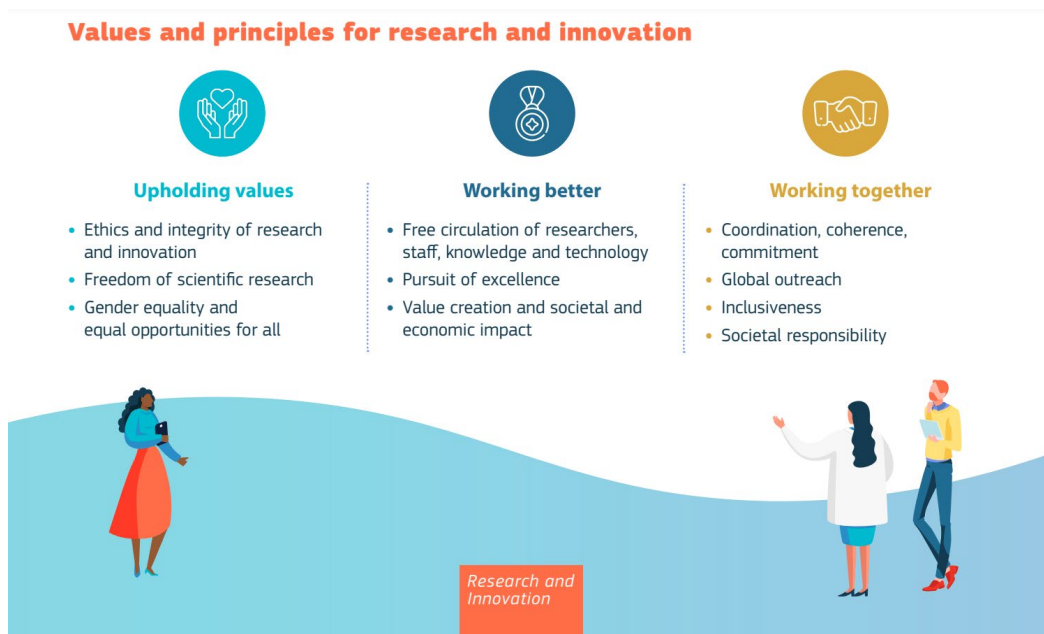 Values and principles for research and innovation
Upholding values
• Ethics and integrity of research
and innovation
• Freedom of scientific research
• Gender equality and
equal opportunities for all
Working better
• Free circulation of researchers,
staff, knowledge and technology
• Pursuit of excellence
• Value creation and societal and
economic impact
Working together
• Coordination, coherence,
commitment
• Global outreach
• Inclusiveness
• Societal responsibility
Research and
Innovation